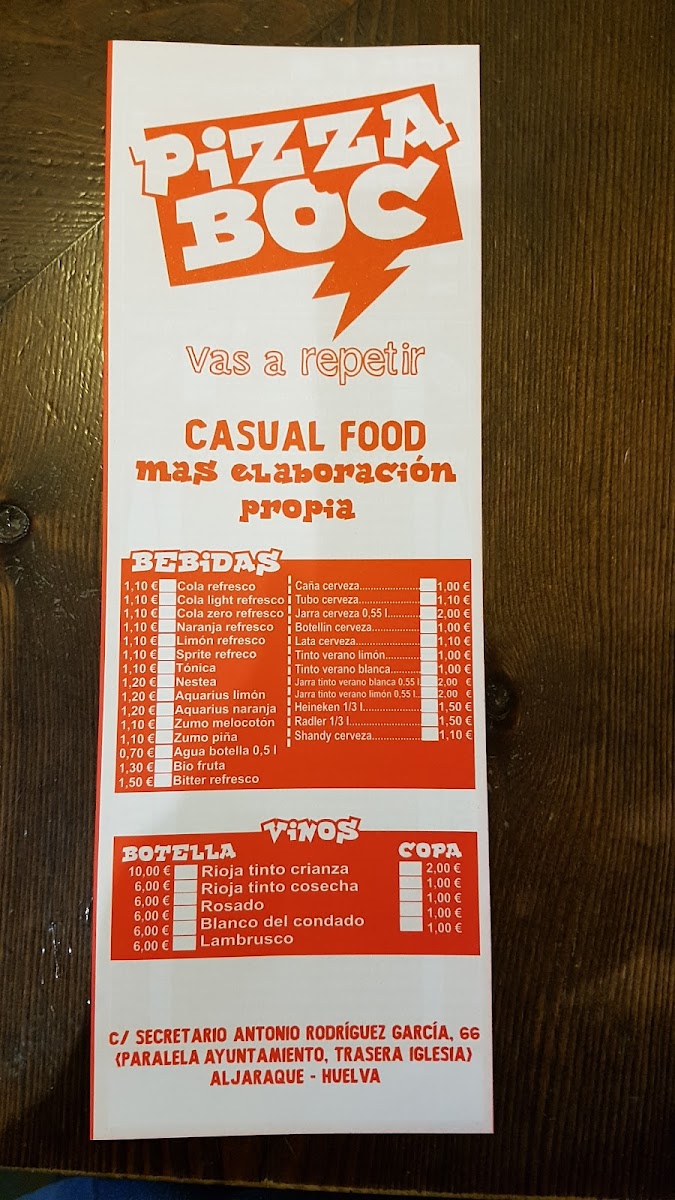 PiZZA
BOC
vas a repetir
CASUAL FOOD
mas elaboración
propia
BEBiDAS
1,10 € Cola refresco
1,10 € Cola light refresco
1,10 € Cola zero refresco
1,10 € Naranja refresco
1,10 € Limón refresco
1,10 € Sprite refreco
1,10 € Tónica
1,20 € Nestea
1,20 € Aquarius limón
1,20 € Aquarius naranja
1,10 € Zumo melocotón
1,10 € Zumo piña
0,70 € Agua botella 0,5 l
1,30 € Bio fruta
1,50 € Bitter refresco
Caña cerveza 1,00 €
Tubo cerveza 1,10 €
Jarra cerveza 0,55 l 2,00 €
Botellin cerveza 1,00 €
Lata cerveza 1,10 €
Tinto verano limón 1,00 €
Tinto verano blanca 1,00 €
Jarra tinto verano blanca 0.55 l 2,00 €
Jarra tinto verano limón 0,55 l 2,00 €
Heineken 1/3 l 1,50 €
Radler 1/3 l 1,50 €
Shandy cerveza 1,10 €
ViNOS
BOTELLA COPA
10,00 € Rioja tinto crianza 2,00 €
6,00 € Rioja tinto cosecha 1,00 €
6,00 € Rosado 1,00 €
6,00 € Blanco del condado 1,00 €
6,00 € Lambrusco 1,00 €
6,00 €
C/ SECRETARIO ANTONIO RODRÍGUEZ GARCÍA, 66
(PARALELA AYUNTAMIENTO, TRASERA IGLESIA)
ALJARAQUE - HUELVA